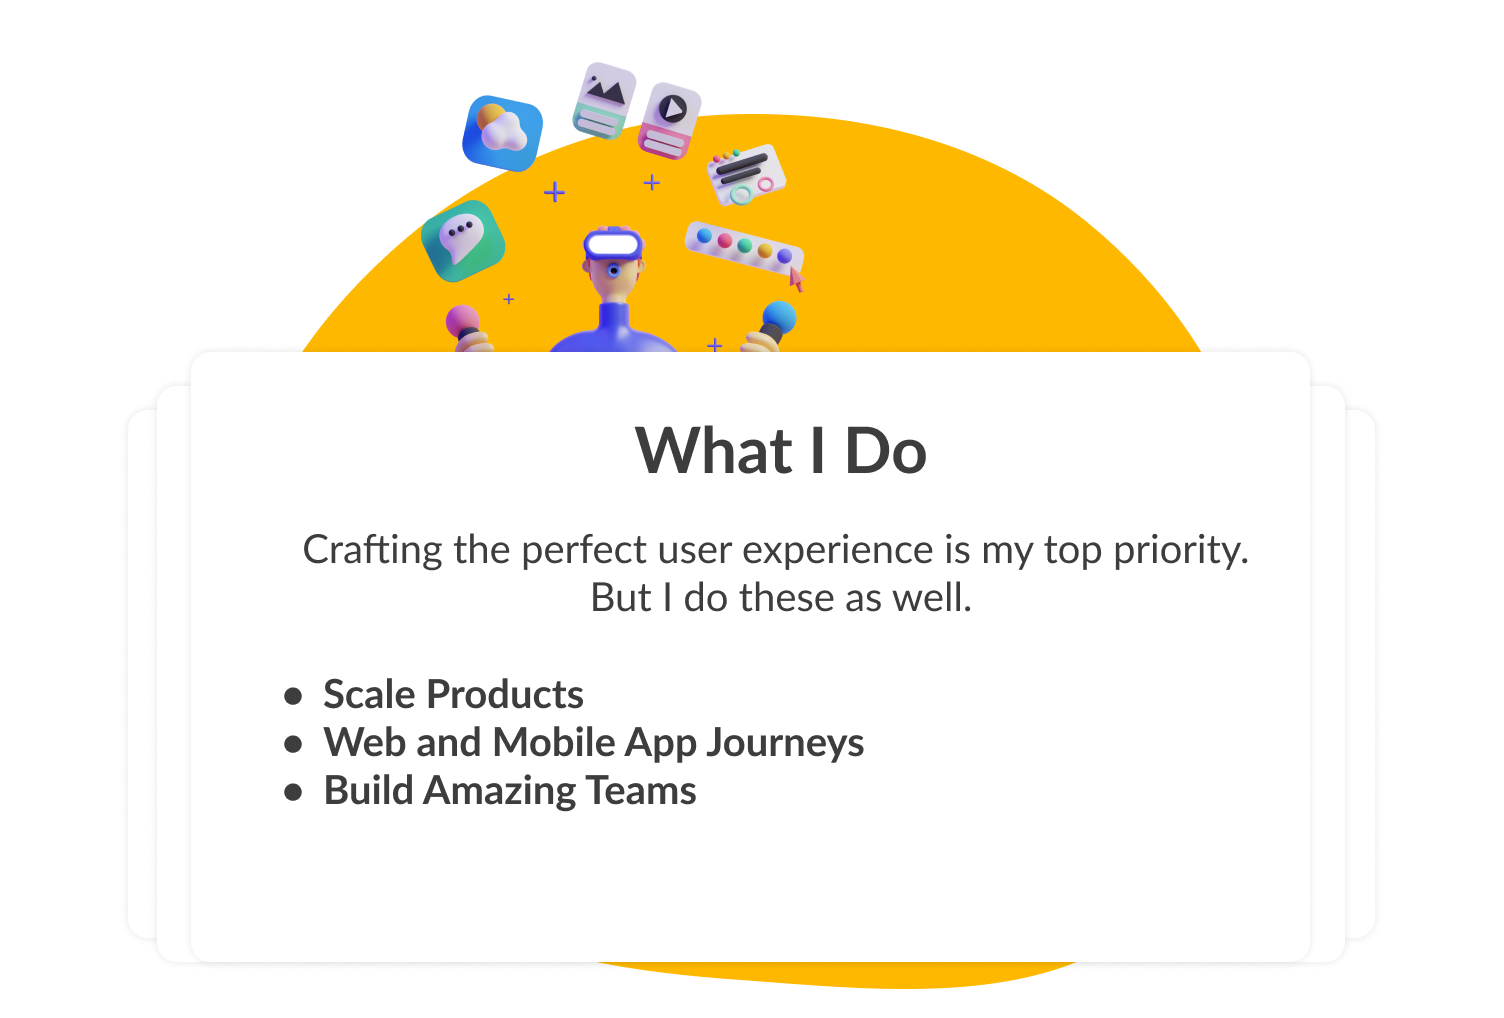 What I Do
Crafting the perfect user experience is my top priority.
But I do these as well.
● Scale Products
● Web and Mobile App Journeys
● Build Amazing Teams